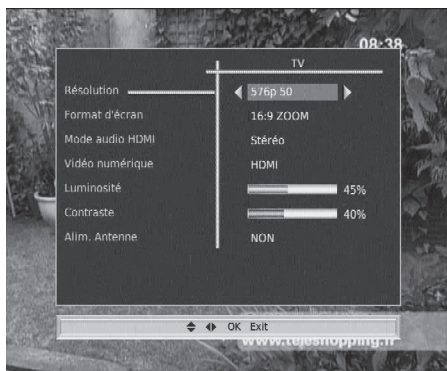 08:38
TV
Résolution 576p 50
Format d'écran 16:9 ZOOM
Mode audio HDMI Stéréo
Vidéo numérique HDMI
Luminosité 45%
Contraste 40%
Alim. Antenne NON
OK Exit
www.teleshopping.fr